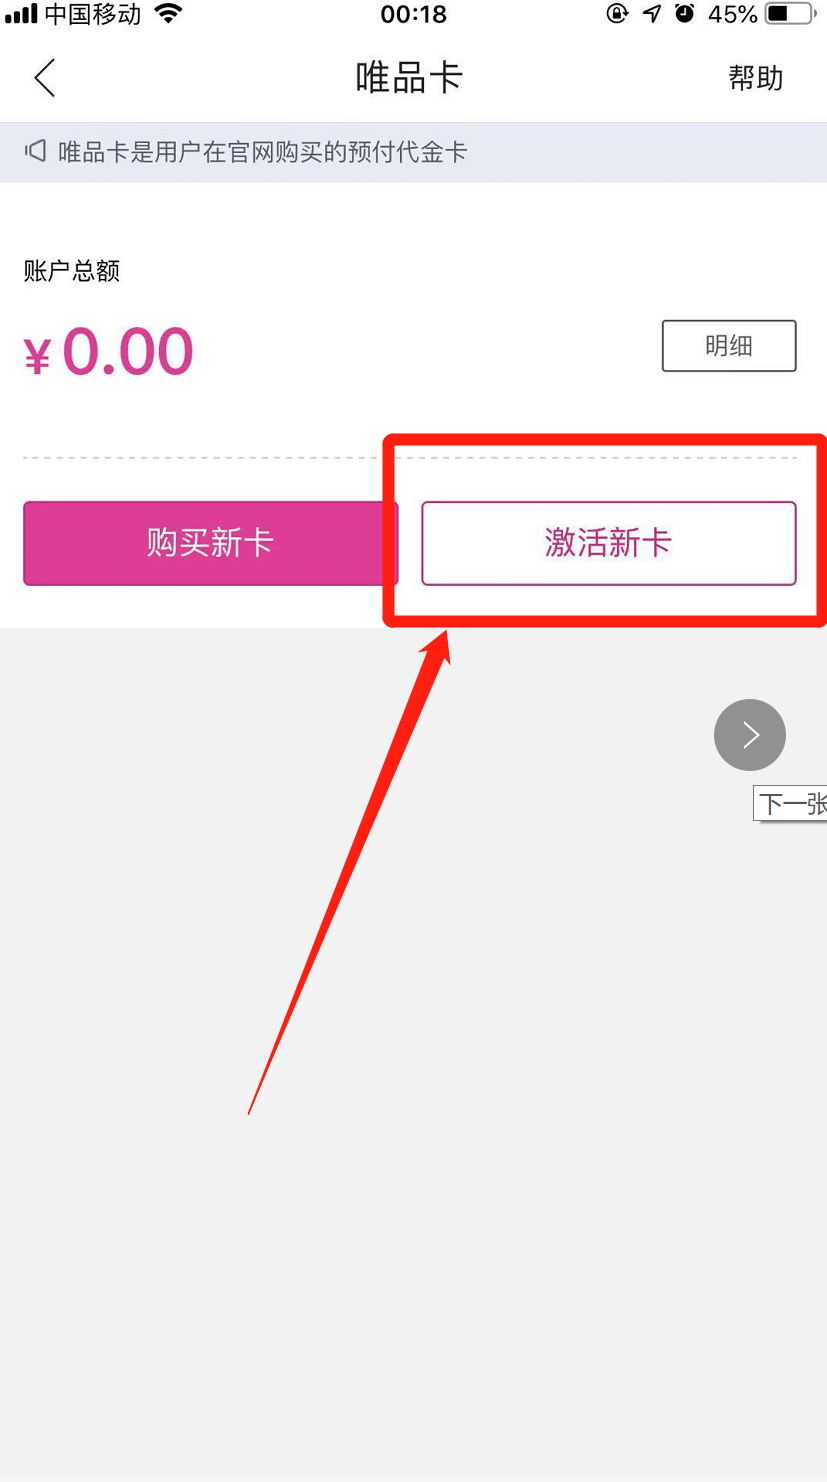 中国移动 00:18 45%
唯品卡 帮助
唯品卡是用户在官网购买的预付代金卡
账户总额
¥0.00 明细
购买新卡 激活新卡
下一张